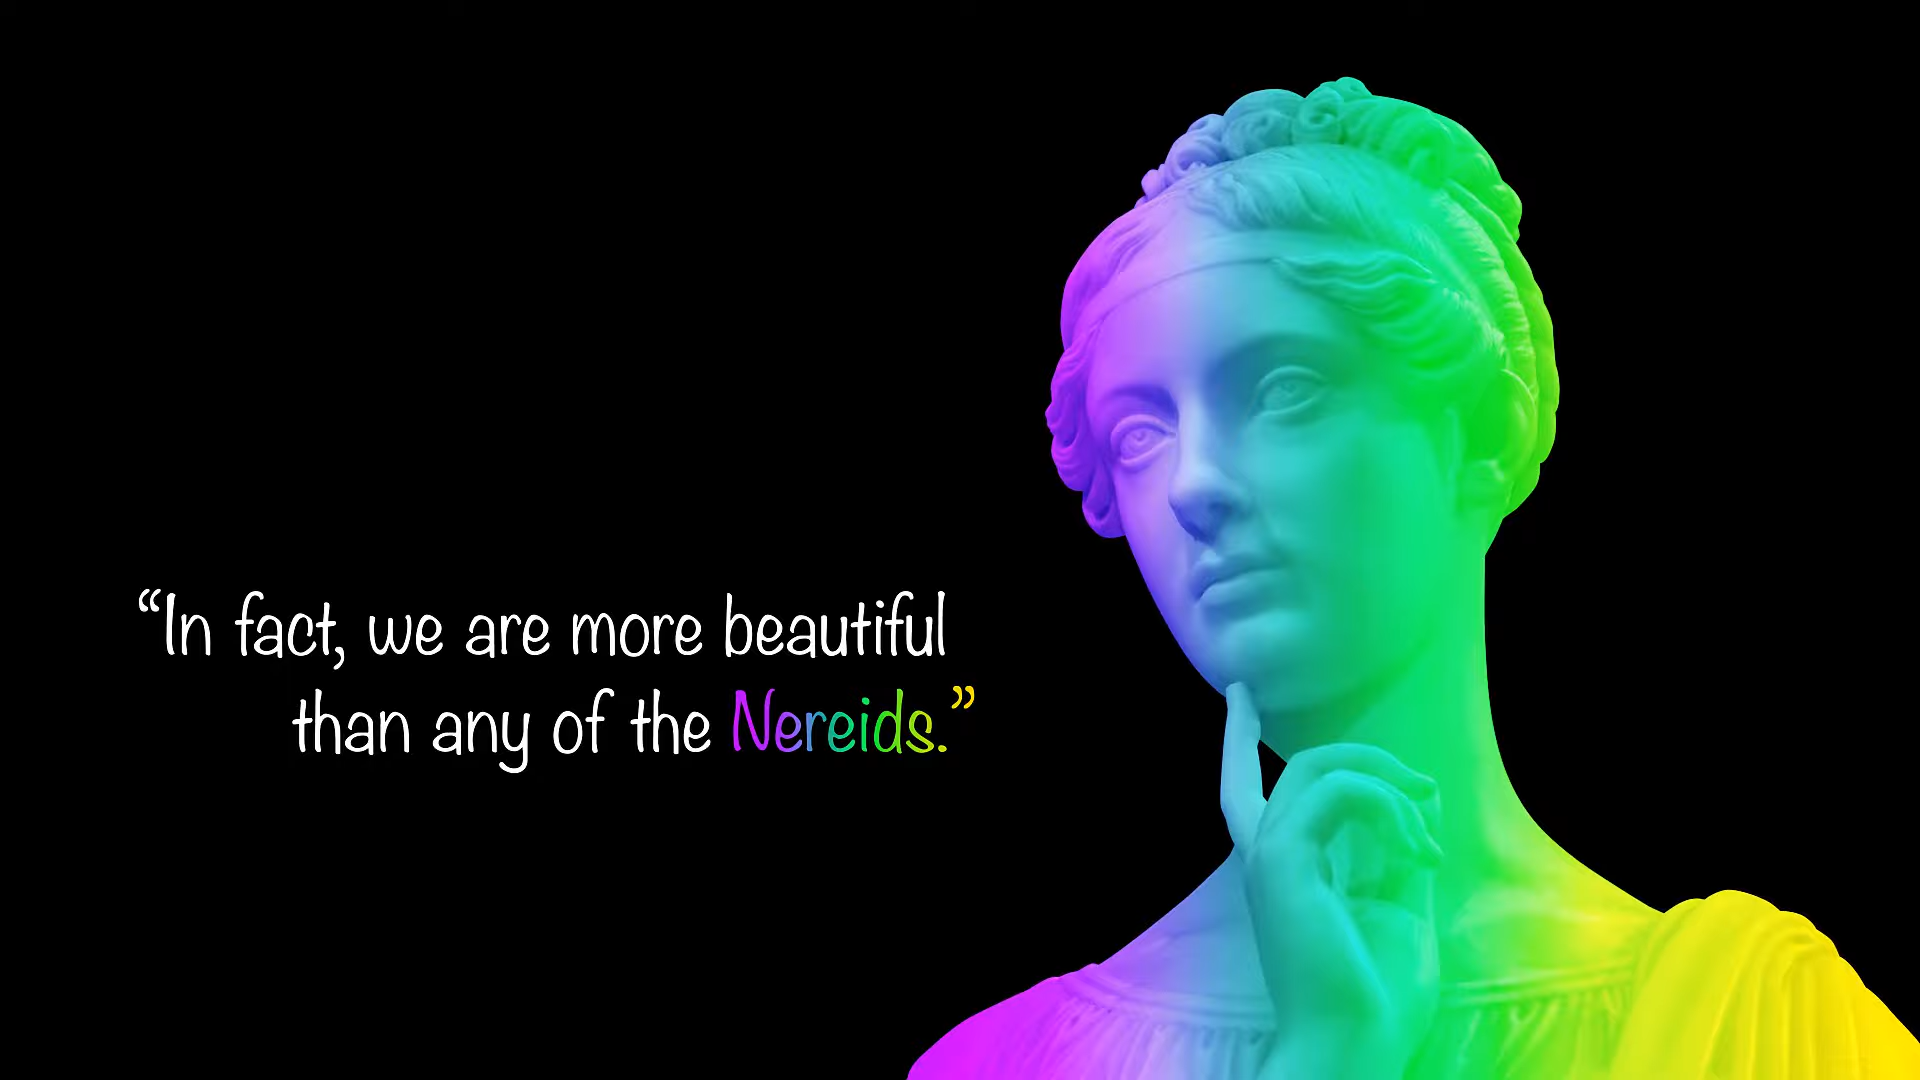 “In fact, we are more beautiful
than any of the Nereids.”